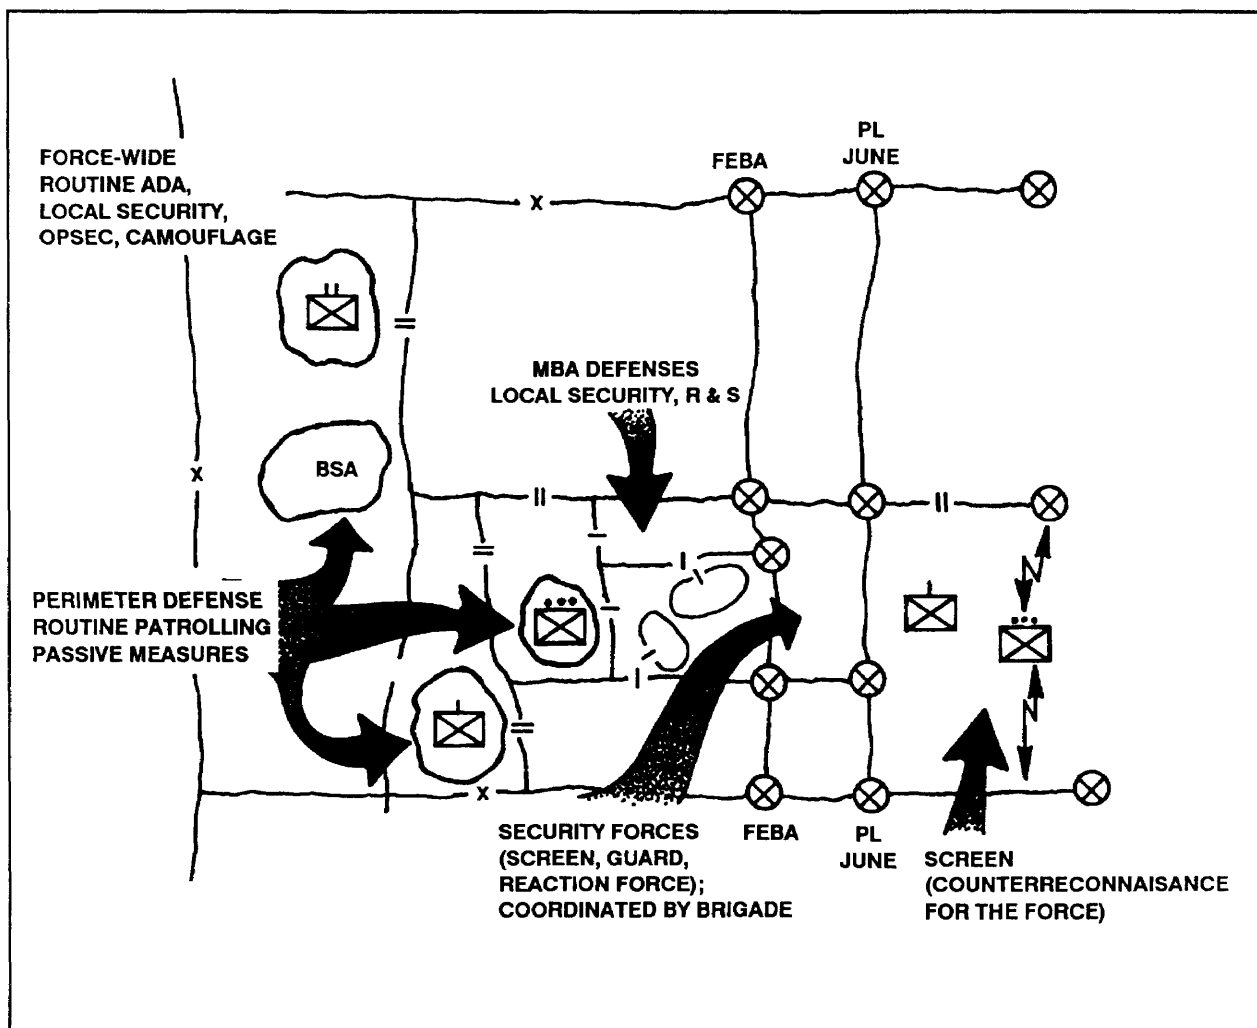 FORCE-WIDE
ROUTINE ADA,
LOCAL SECURITY,
OPSEC, CAMOUFLAGE
FEBA
PL
JUNE
X
MBA DEFENSES
LOCAL SECURITY, R & S
BSA
X
PERIMETER DEFENSE
ROUTINE PATROLLING
PASSIVE MEASURES
X
SECURITY FORCES
(SCREEN, GUARD,
REACTION FORCE);
COORDINATED BY BRIGADE
FEBA
PL
JUNE
SCREEN
(COUNTERRECONNAISANCE
FOR THE FORCE)